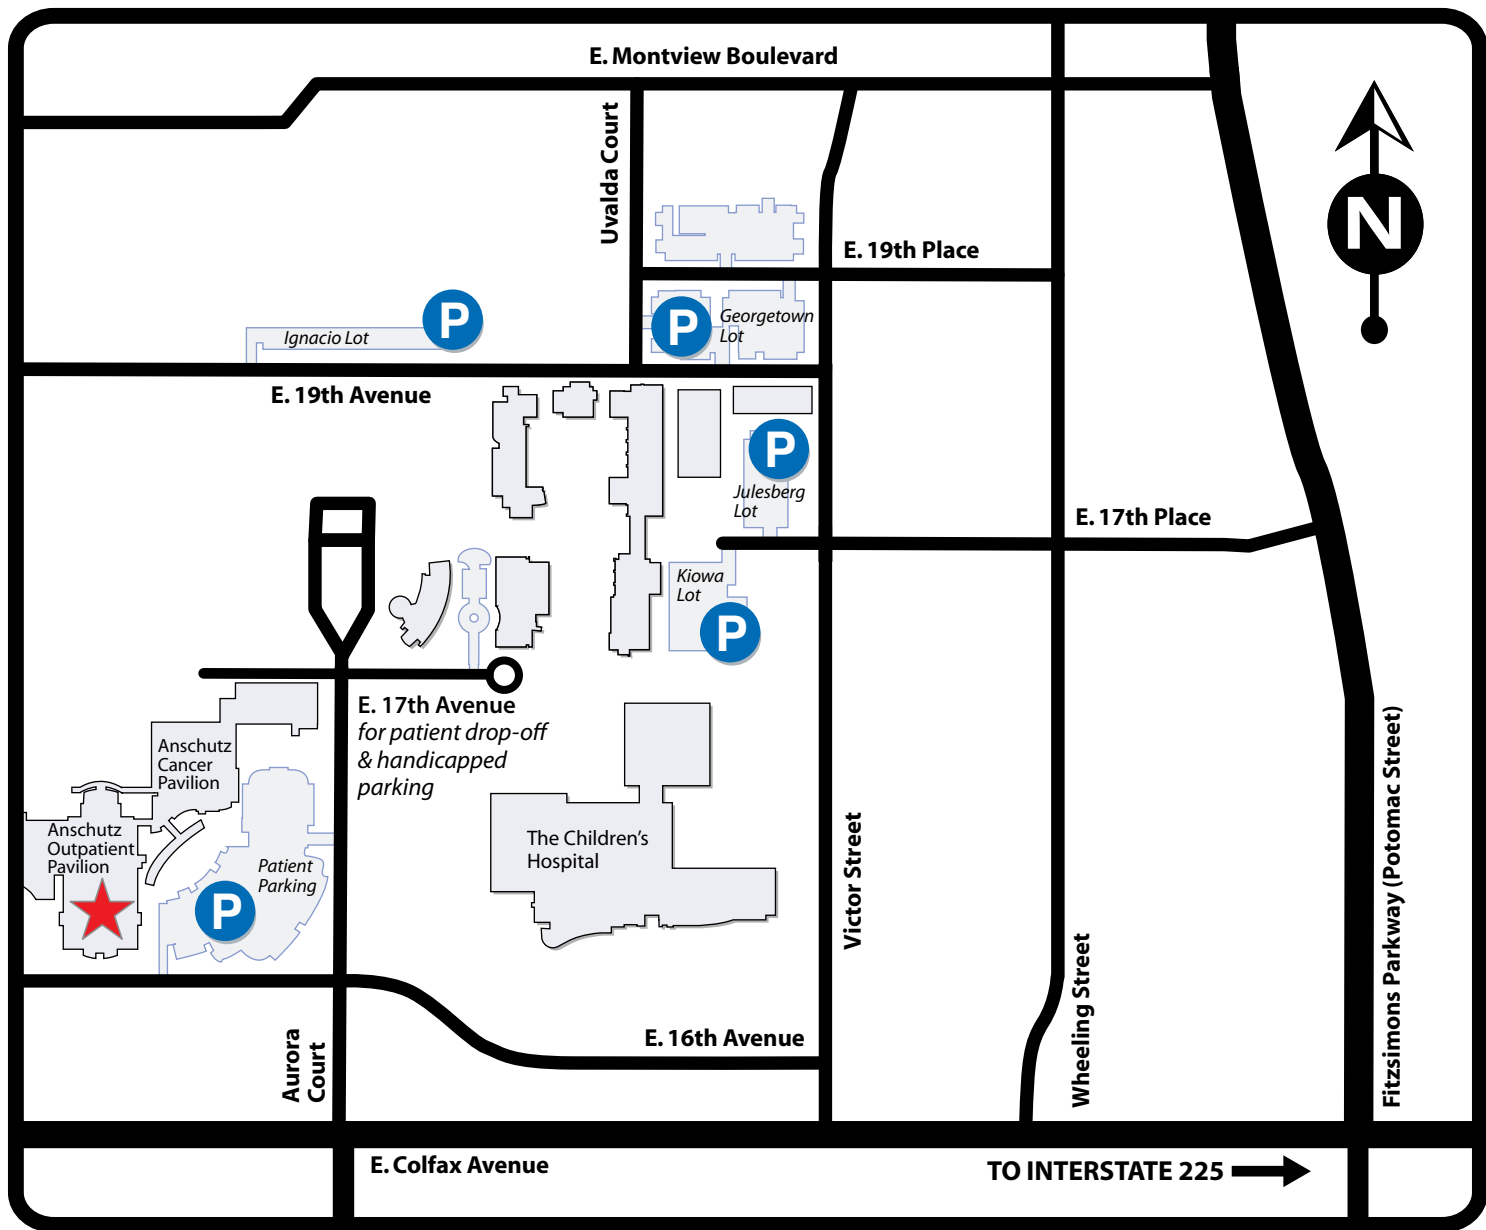 E. Montview Boulevard
Uvalda Court
N
E. 19th Place
P
Ignacio Lot
P
Georgetown
Lot
E. 19th Avenue
P
Julesberg
Lot
E. 17th Place
Kiowa
Lot
P
E. 17th Avenue
for patient drop-off
& handicapped
parking
Anschutz
Cancer
Pavilion
Anschutz
Outpatient
Pavilion
Patient
Parking
P
The Children's
Hospital
Victor Street
Wheeling Street
Fitzsimons Parkway (Potomac Street)
Aurora
Court
E. 16th Avenue
E. Colfax Avenue
TO INTERSTATE 225